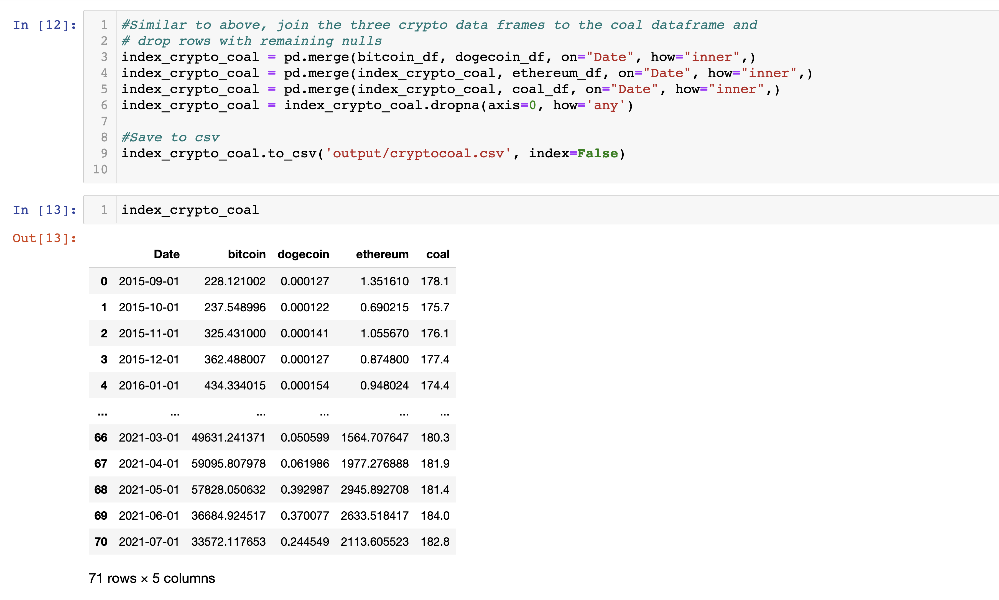 In [12]:
1 #Similar to above, join the three crypto data frames to the coal dataframe and
2 # drop rows with remaining nulls
3 index_crypto_coal = pd.merge(bitcoin_df, dogecoin_df, on="Date", how="inner",)
4 index_crypto_coal = pd.merge(index_crypto_coal, ethereum_df, on="Date", how="inner",)
5 index_crypto_coal = pd.merge(index_crypto_coal, coal_df, on="Date", how="inner",)
6 index_crypto_coal = index_crypto_coal.dropna(axis=0, how='any')
7
8 #Save to csv
9 index_crypto_coal.to_csv('output/cryptocoal.csv', index=False)
10
In [13]:
1 index_crypto_coal
Out[13]:
Date bitcoin dogecoin ethereum coal
0 2015-09-01 228.121002 0.000127 1.351610 178.1
1 2015-10-01 237.548996 0.000122 0.690215 175.7
2 2015-11-01 325.431000 0.000141 1.055670 176.1
3 2015-12-01 362.488007 0.000127 0.874800 177.4
4 2016-01-01 434.334015 0.000154 0.948024 174.4
... ... ... ... ... ...
66 2021-03-01 49631.241371 0.050599 1564.707647 180.3
67 2021-04-01 59095.807978 0.061986 1977.276888 181.9
68 2021-05-01 57828.050632 0.392987 2945.892708 181.4
69 2021-06-01 36684.924517 0.370077 2633.518417 184.0
70 2021-07-01 33572.117653 0.244549 2113.605523 182.8
71 rows × 5 columns